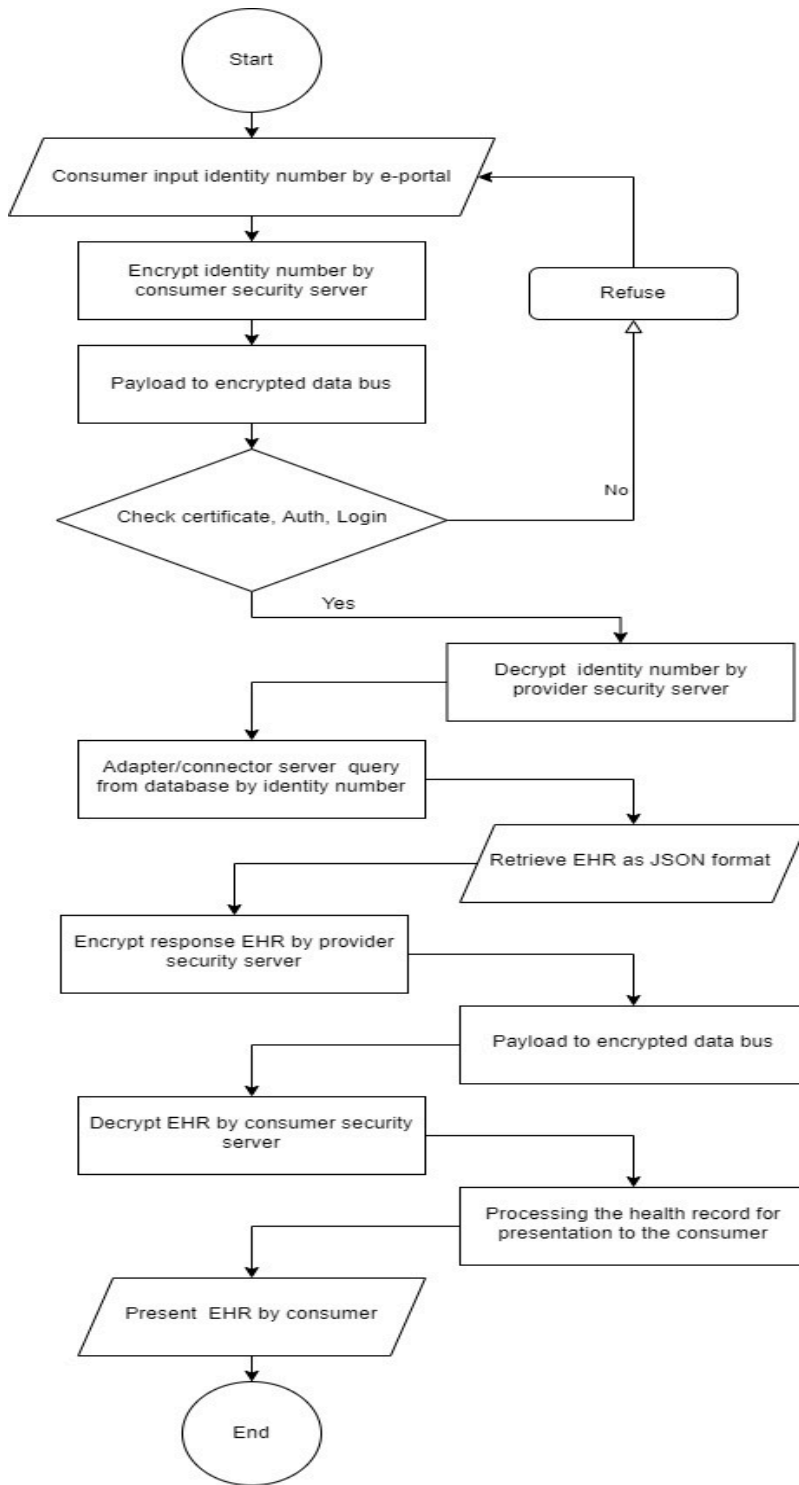 Start
Consumer input identity number by e-portal
Encrypt identity number by
consumer security server
Refuse
Payload to encrypted data bus
No
Check certificate, Auth, Login
Yes
Decrypt identity number by
provider security server
Adapter/connector server query
from database by identity number
Retrieve EHR as JSON format
Encrypt response EHR by provider
security server
Payload to encrypted data bus
Decrypt EHR by consumer security
server
Processing the health record for
presentation to the consumer
Present EHR by consumer
End